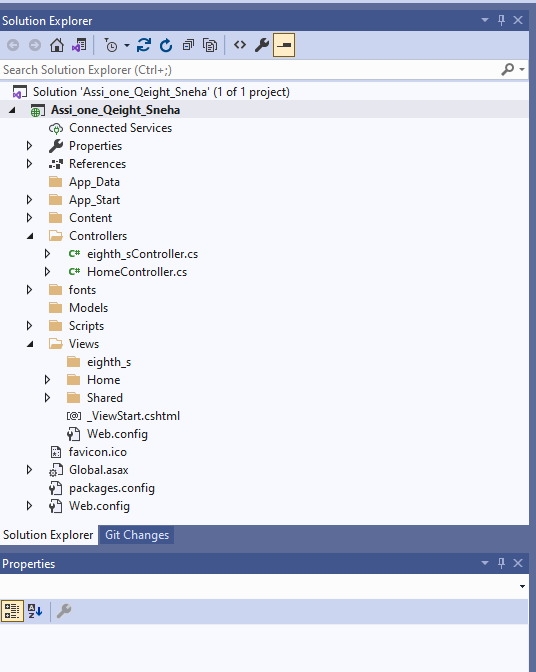 Solution Explorer
Search Solution Explorer (Ctrl+;)
Solution 'Assi_one_Qeight_Sneha' (1 of 1 project)
Assi_one_Qeight_Sneha
Connected Services
Properties
References
App_Data
App_Start
Content
Controllers
C# eighth_sController.cs
C# HomeController.cs
fonts
Models
Scripts
Views
eighth_s
Home
Shared
[@] _ViewStart.cshtml
Web.config
favicon.ico
Global.asax
packages.config
Web.config
Solution Explorer Git Changes
Properties